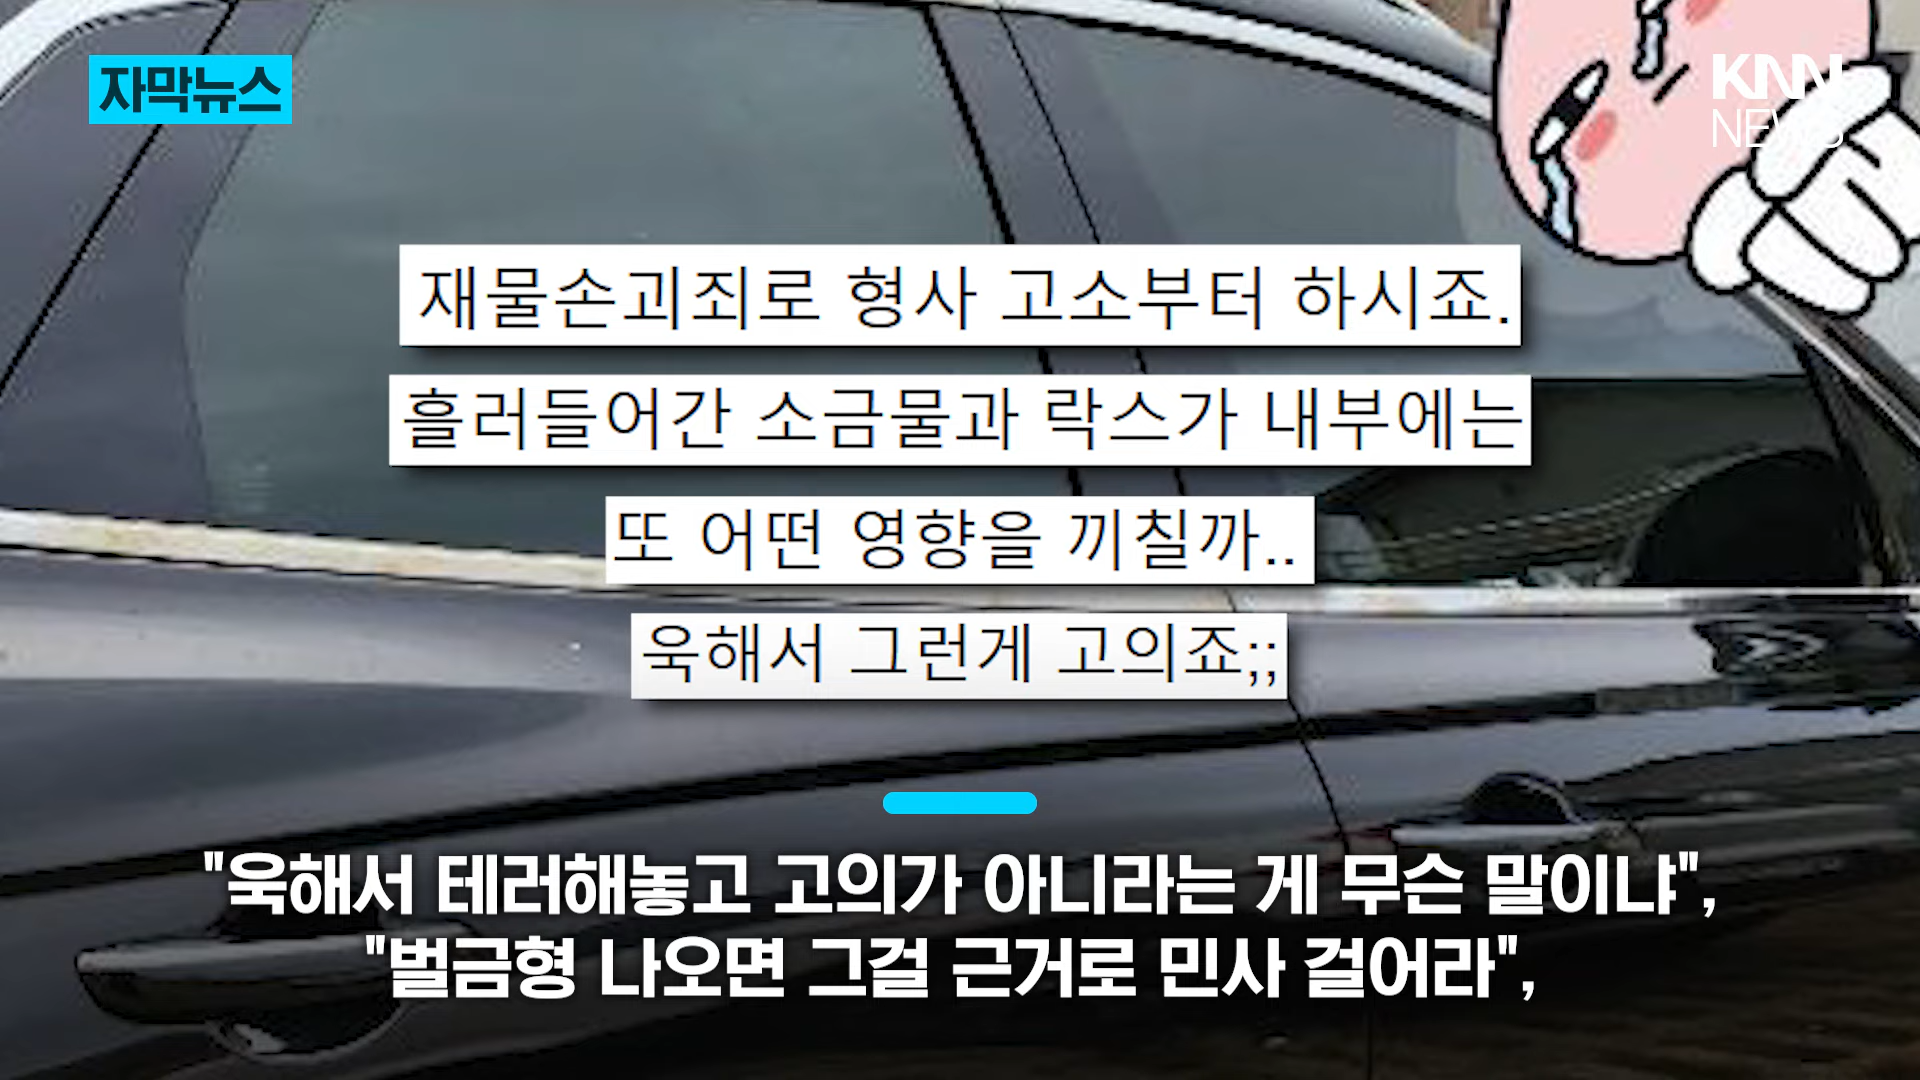 자막뉴스
KNN
NEWS
재물손괴죄로 형사 고소부터 하시죠.
흘러들어간 소금물과 락스가 내부에는
또 어떤 영향을 끼칠까..
욱해서 그런게 고의죠;;
"욱해서 테러해놓고 고의가 아니라는 게 무슨 말이냐",
"벌금형 나오면 그걸 근거로 민사 걸어라",